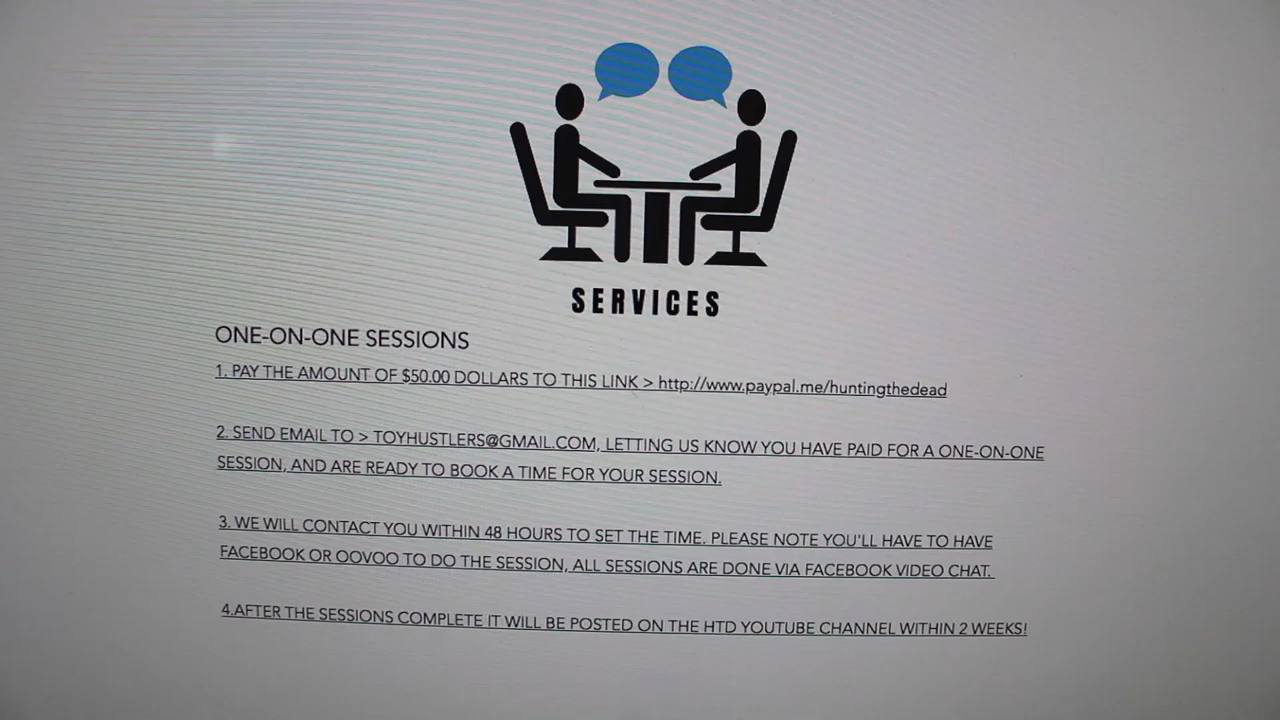 SERVICES
ONE-ON-ONE SESSIONS
1. PAY THE AMOUNT OF $50.00 DOLLARS TO THIS LINK > http://www.paypal.me/huntingthedead
2. SEND EMAIL TO > TOYHUSTLERS@GMAIL.COM, LETTING US KNOW YOU HAVE PAID FOR A ONE-ON-ONE
SESSION, AND ARE READY TO BOOK A TIME FOR YOUR SESSION.
3. WE WILL CONTACT YOU WITHIN 48 HOURS TO SET THE TIME. PLEASE NOTE YOU'LL HAVE TO HAVE
FACEBOOK OR OOVOO TO DO THE SESSION, ALL SESSIONS ARE DONE VIA FACEBOOK VIDEO CHAT.
4.AFTER THE SESSIONS COMPLETE IT WILL BE POSTED ON THE HTD YOUTUBE CHANNEL WITHIN 2 WEEKS!